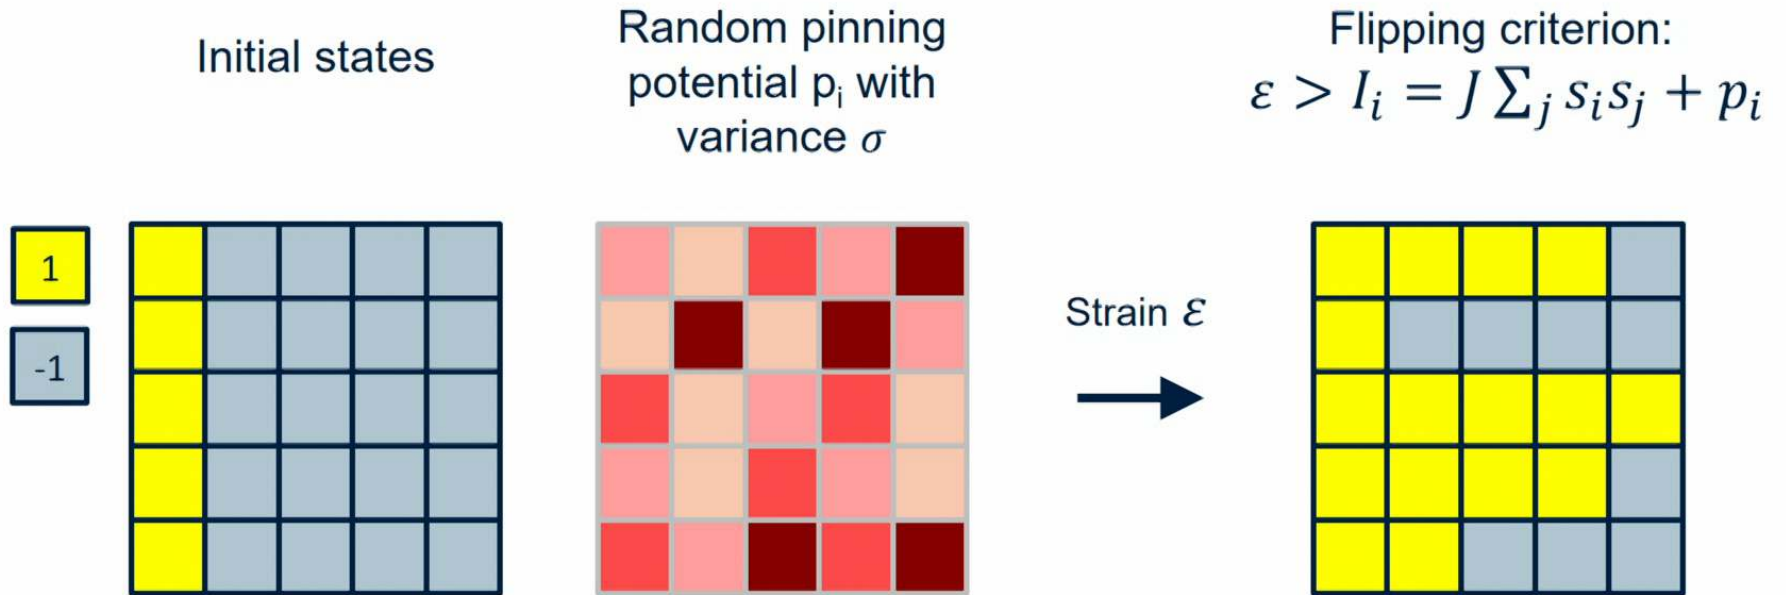 Initial states
Random pinning
potential pᵢ with
variance σ
Flipping criterion:
ε > Iᵢ = J ∑ⱼ sᵢsⱼ + pᵢ
1
-1
Strain ε